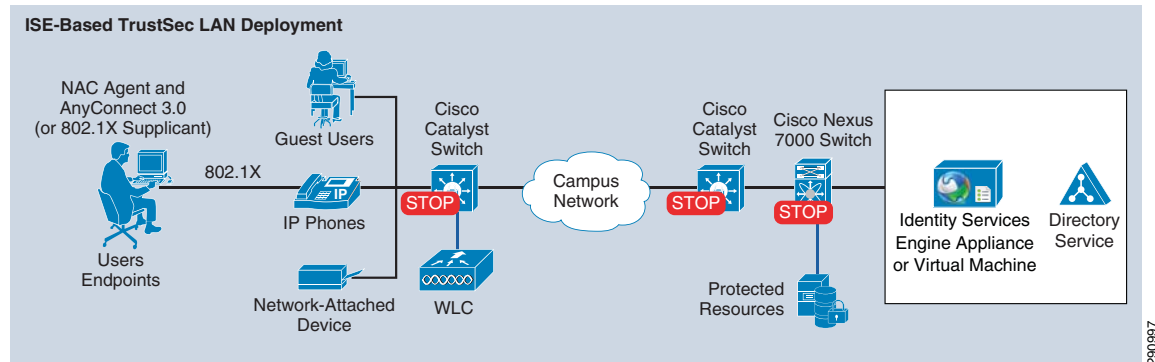 ISE-Based TrustSec LAN Deployment
NAC Agent and
AnyConnect 3.0
(or 802.1X Supplicant)
Users
Endpoints
802.1X
Guest Users
IP
IP Phones
Network-Attached
Device
Cisco
Catalyst
Switch
STOP
WLC
Campus
Network
Cisco
Catalyst
Switch
STOP
Cisco Nexus
7000 Switch
STOP
Protected
Resources
Identity Services
Engine Appliance
or Virtual Machine
Directory
Service
290997